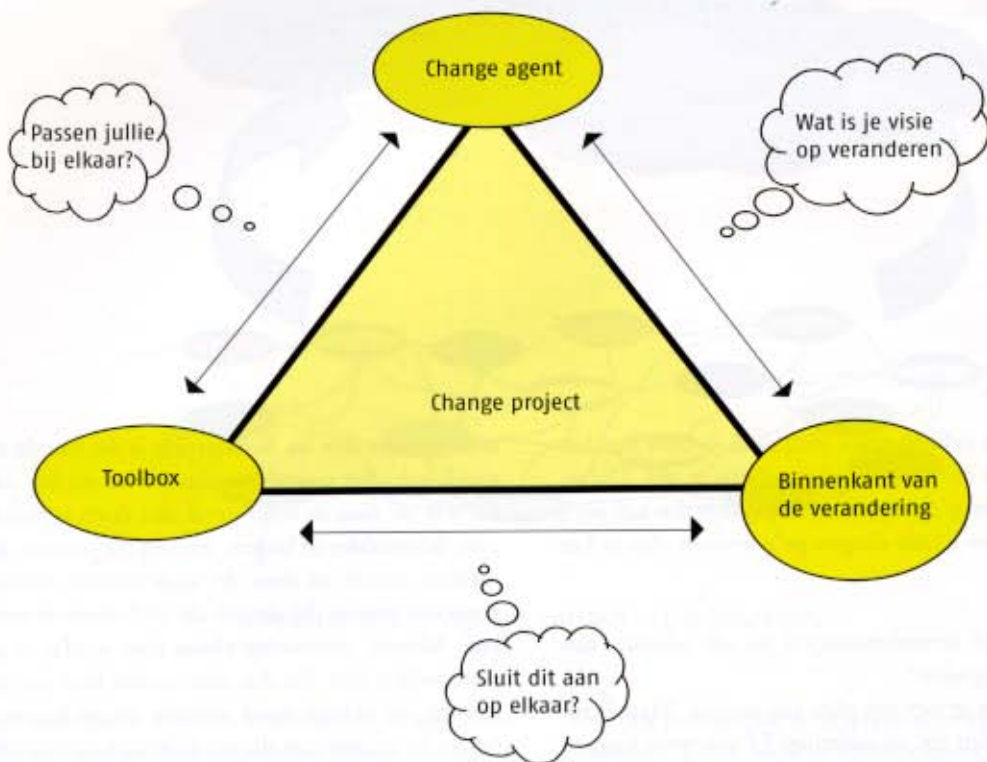 Change agent
Passen jullie
bij elkaar?
Wat is je visie
op veranderen
Change project
Toolbox
Binnenkant van
de verandering
Sluit dit aan
op elkaar?